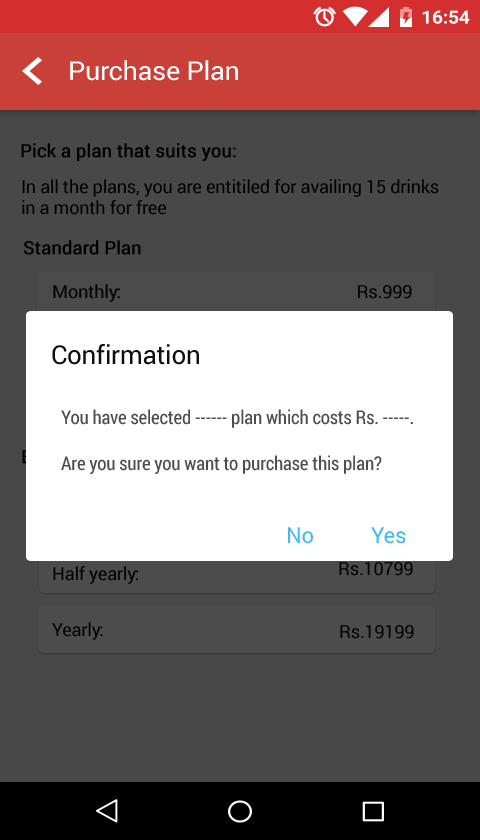 16:54
Purchase Plan
Pick a plan that suits you:
In all the plans, you are entitiled for availing 15 drinks
in a month for free
Standard Plan
Monthly: Rs.999
Confirmation
You have selected ------ plan which costs Rs. -----.
Are you sure you want to purchase this plan?
No Yes
Half yearly: Rs.10799
Yearly: Rs.19199